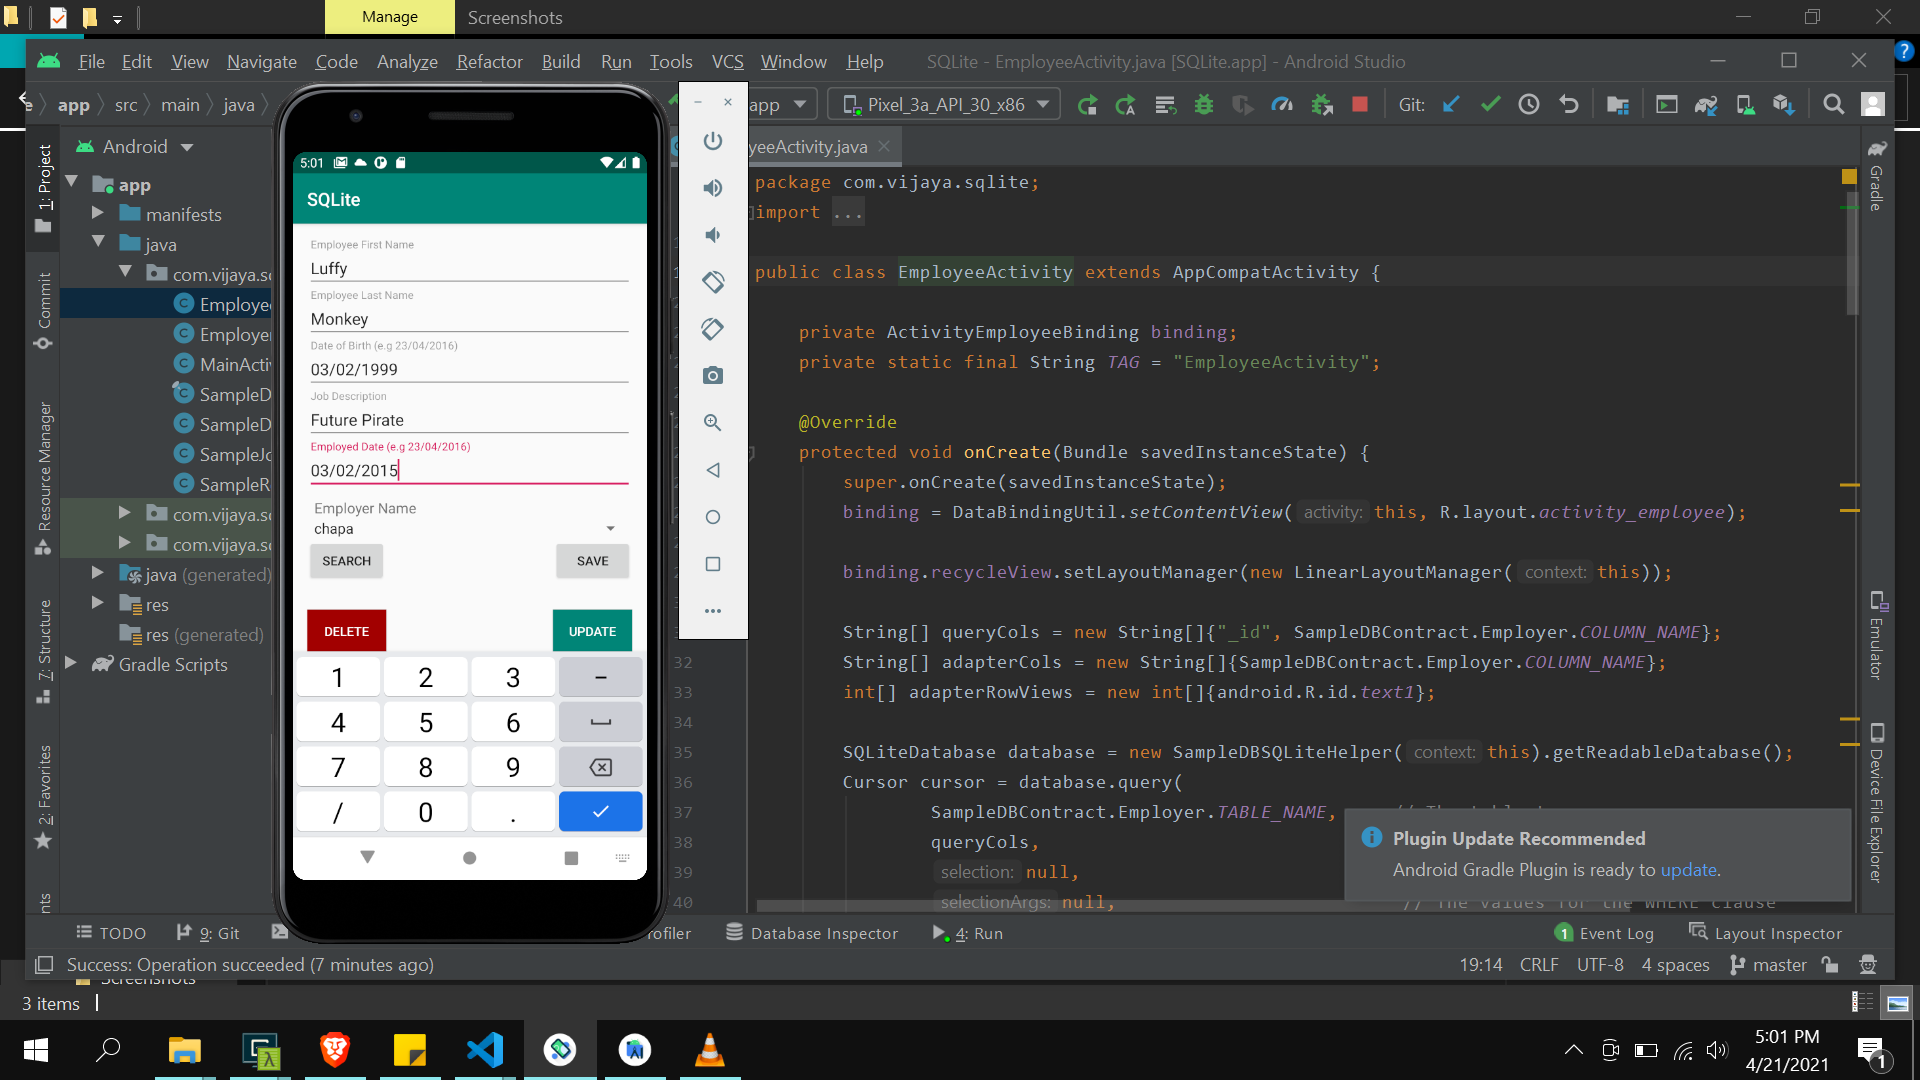 Manage
Screenshots
File Edit View Navigate Code Analyze Refactor Build Run Tools VCS Window Help
SQLite - EmployeeActivity.java [SQLite.app] - Android Studio
app src main java
app
Pixel_3a_API_30_x86
Git:
1: Project
Commit
Resource Manager
7: Structure
2: Favorites
Android
app
manifests
java
com.vijaya.s
Employe
Employer
MainActi
SampleD
SampleD
SampleJ
SampleR
com.vijaya.s
com.vijaya.s
java (generated)
res
res (generated)
Gradle Scripts
5:01
SQLite
Employee First Name
Luffy
Employee Last Name
Monkey
Date of Birth (e.g 23/04/2016)
03/02/1999
Job Description
Future Pirate
Employed Date (e.g 23/04/2016)
03/02/2015
Employer Name
chapa
SEARCH SAVE
DELETE UPDATE
1 2 3 -
4 5 6
7 8 9
/ 0 .
yeeActivity.java
package com.vijaya.sqlite;
import ...
public class EmployeeActivity extends AppCompatActivity {
private ActivityEmployeeBinding binding;
private static final String TAG = "EmployeeActivity";
@Override
protected void onCreate(Bundle savedInstanceState) {
super.onCreate(savedInstanceState);
binding = DataBindingUtil.setContentView( activity: this, R.layout.activity_employee);
binding.recycleView.setLayoutManager(new LinearLayoutManager( context: this));
String[] queryCols = new String[]{"_id", SampleDBContract.Employer.COLUMN_NAME};
32 String[] adapterCols = new String[]{SampleDBContract.Employer.COLUMN_NAME};
33 int[] adapterRowViews = new int[]{android.R.id.text1};
34
35 SQLiteDatabase database = new SampleDBSQLiteHelper( context: this).getReadableDatabase();
36 Cursor cursor = database.query(
37 SampleDBContract.Employer.TABLE_NAME,
38 queryCols,
39 selection: null,
40 selectionArgs: null, // The values for the WHERE clause
Plugin Update Recommended
Android Gradle Plugin is ready to update.
Gradle
Emulator
Device File Explorer
TODO 9: Git rofiler Database Inspector 4: Run 1 Event Log Layout Inspector
Success: Operation succeeded (7 minutes ago)
19:14 CRLF UTF-8 4 spaces master
Screenshots
3 items
5:01 PM
4/21/2021
1